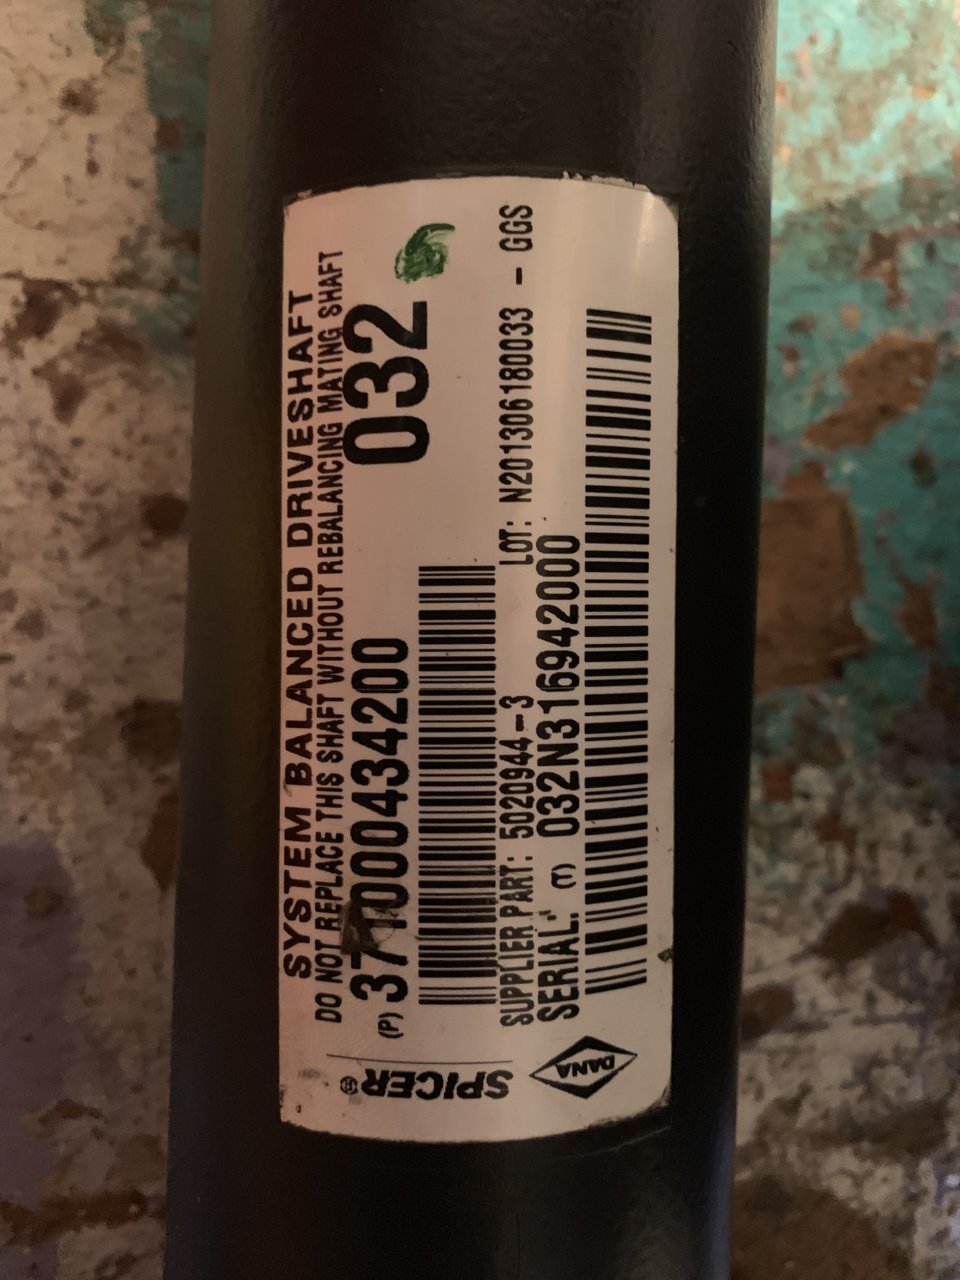 SYSTEM BALANCED DRIVESHAFT
DO NOT REPLACE THIS SHAFT WITHOUT REBALANCING MATING SHAFT
(P) 37000434200 032
SUPPLIER PART: 5020944-3 LOT: N201306180033 - GGS
SERIAL: (T) 032N316942000
SPICER®
DANA